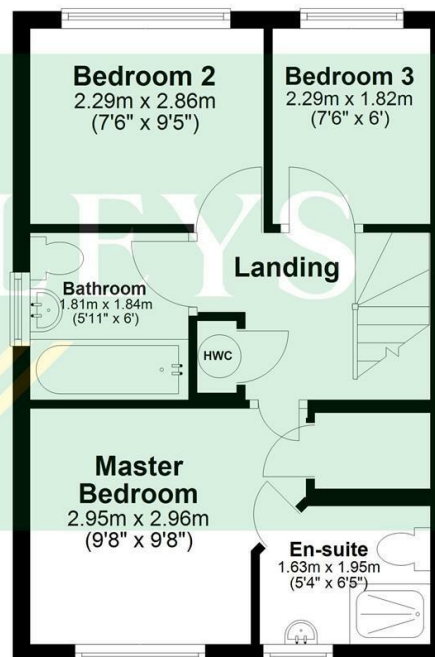 Bedroom 2
2.29m x 2.86m
(7'6" x 9'5")
Bedroom 3
2.29m x 1.82m
(7'6" x 6')
LEYS
Bathroom
1.81m x 1.84m
(5'11" x 6')
Landing
HWC
Master
Bedroom
2.95m x 2.96m
(9'8" x 9'8")
En-suite
1.63m x 1.95m
(5'4" x 6'5")